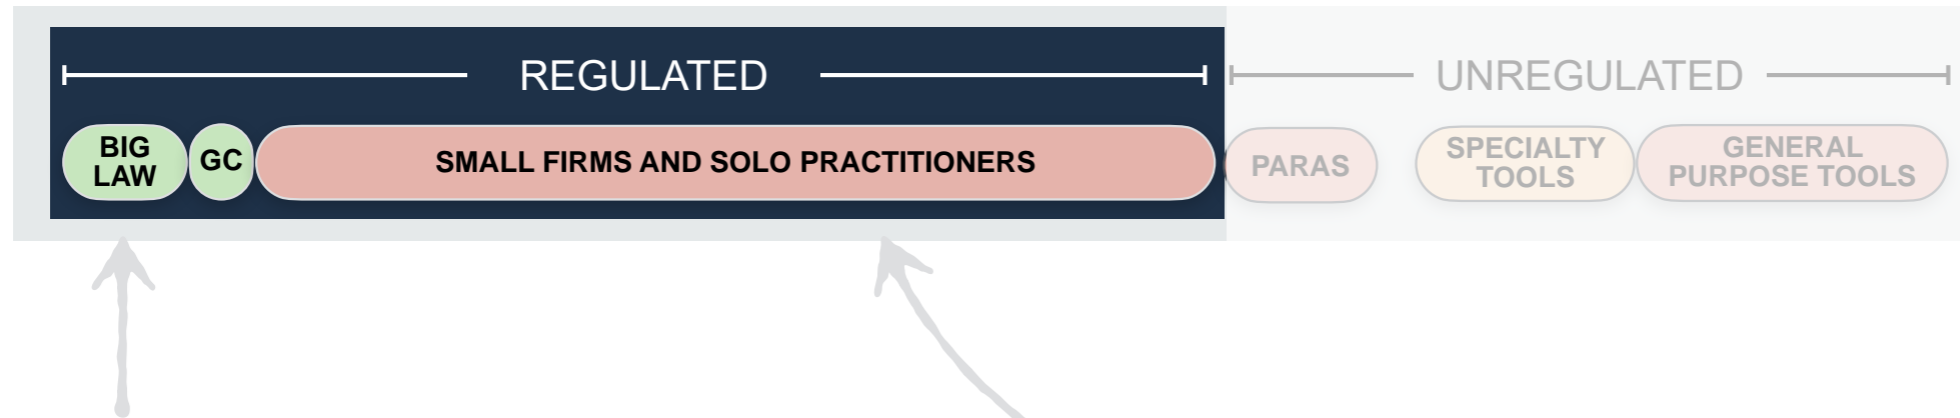 REGULATED
UNREGULATED
BIG
LAW
GC
SMALL FIRMS AND SOLO PRACTITIONERS
PARAS
SPECIALTY
TOOLS
GENERAL
PURPOSE TOOLS